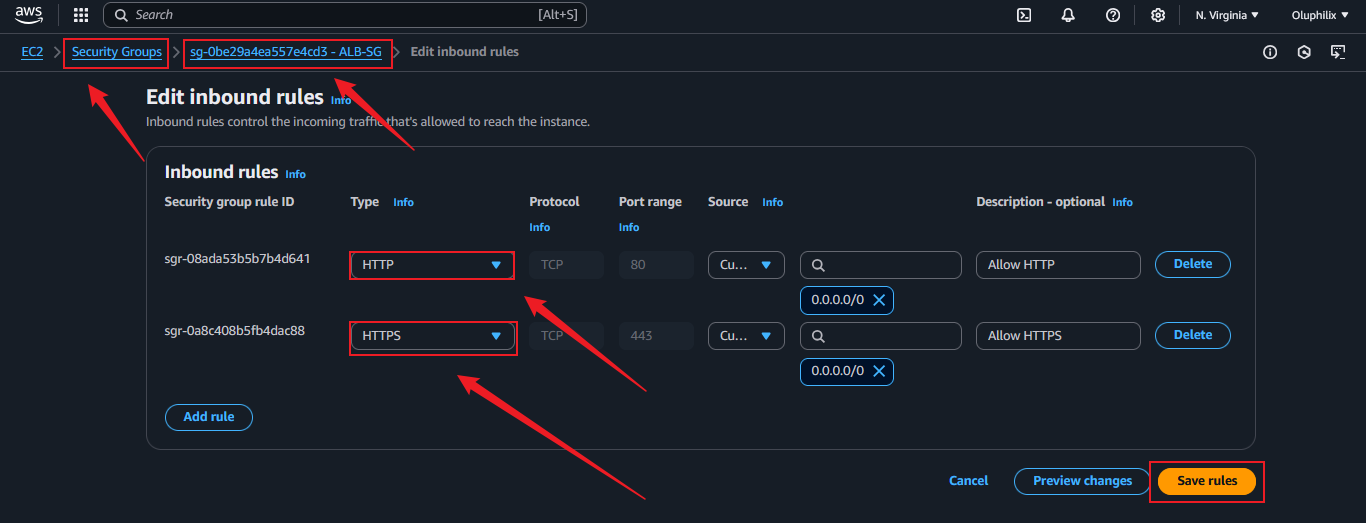 aws Search [Alt+S] N. Virginia Oluphilix
EC2 Security Groups sg-0be29a4ea557e4cd3 - ALB-SG Edit inbound rules
Edit inbound rules Info
Inbound rules control the incoming traffic that's allowed to reach the instance.
Inbound rules Info
Security group rule ID Type Info Protocol Port range Source Info Description - optional Info
Info Info
sgr-08ada53b5b7b4d641 HTTP TCP 80 Cu... Allow HTTP Delete
0.0.0.0/0
sgr-0a8c408b5fb4dac88 HTTPS TCP 443 Cu... Allow HTTPS Delete
0.0.0.0/0
Add rule
Cancel Preview changes Save rules